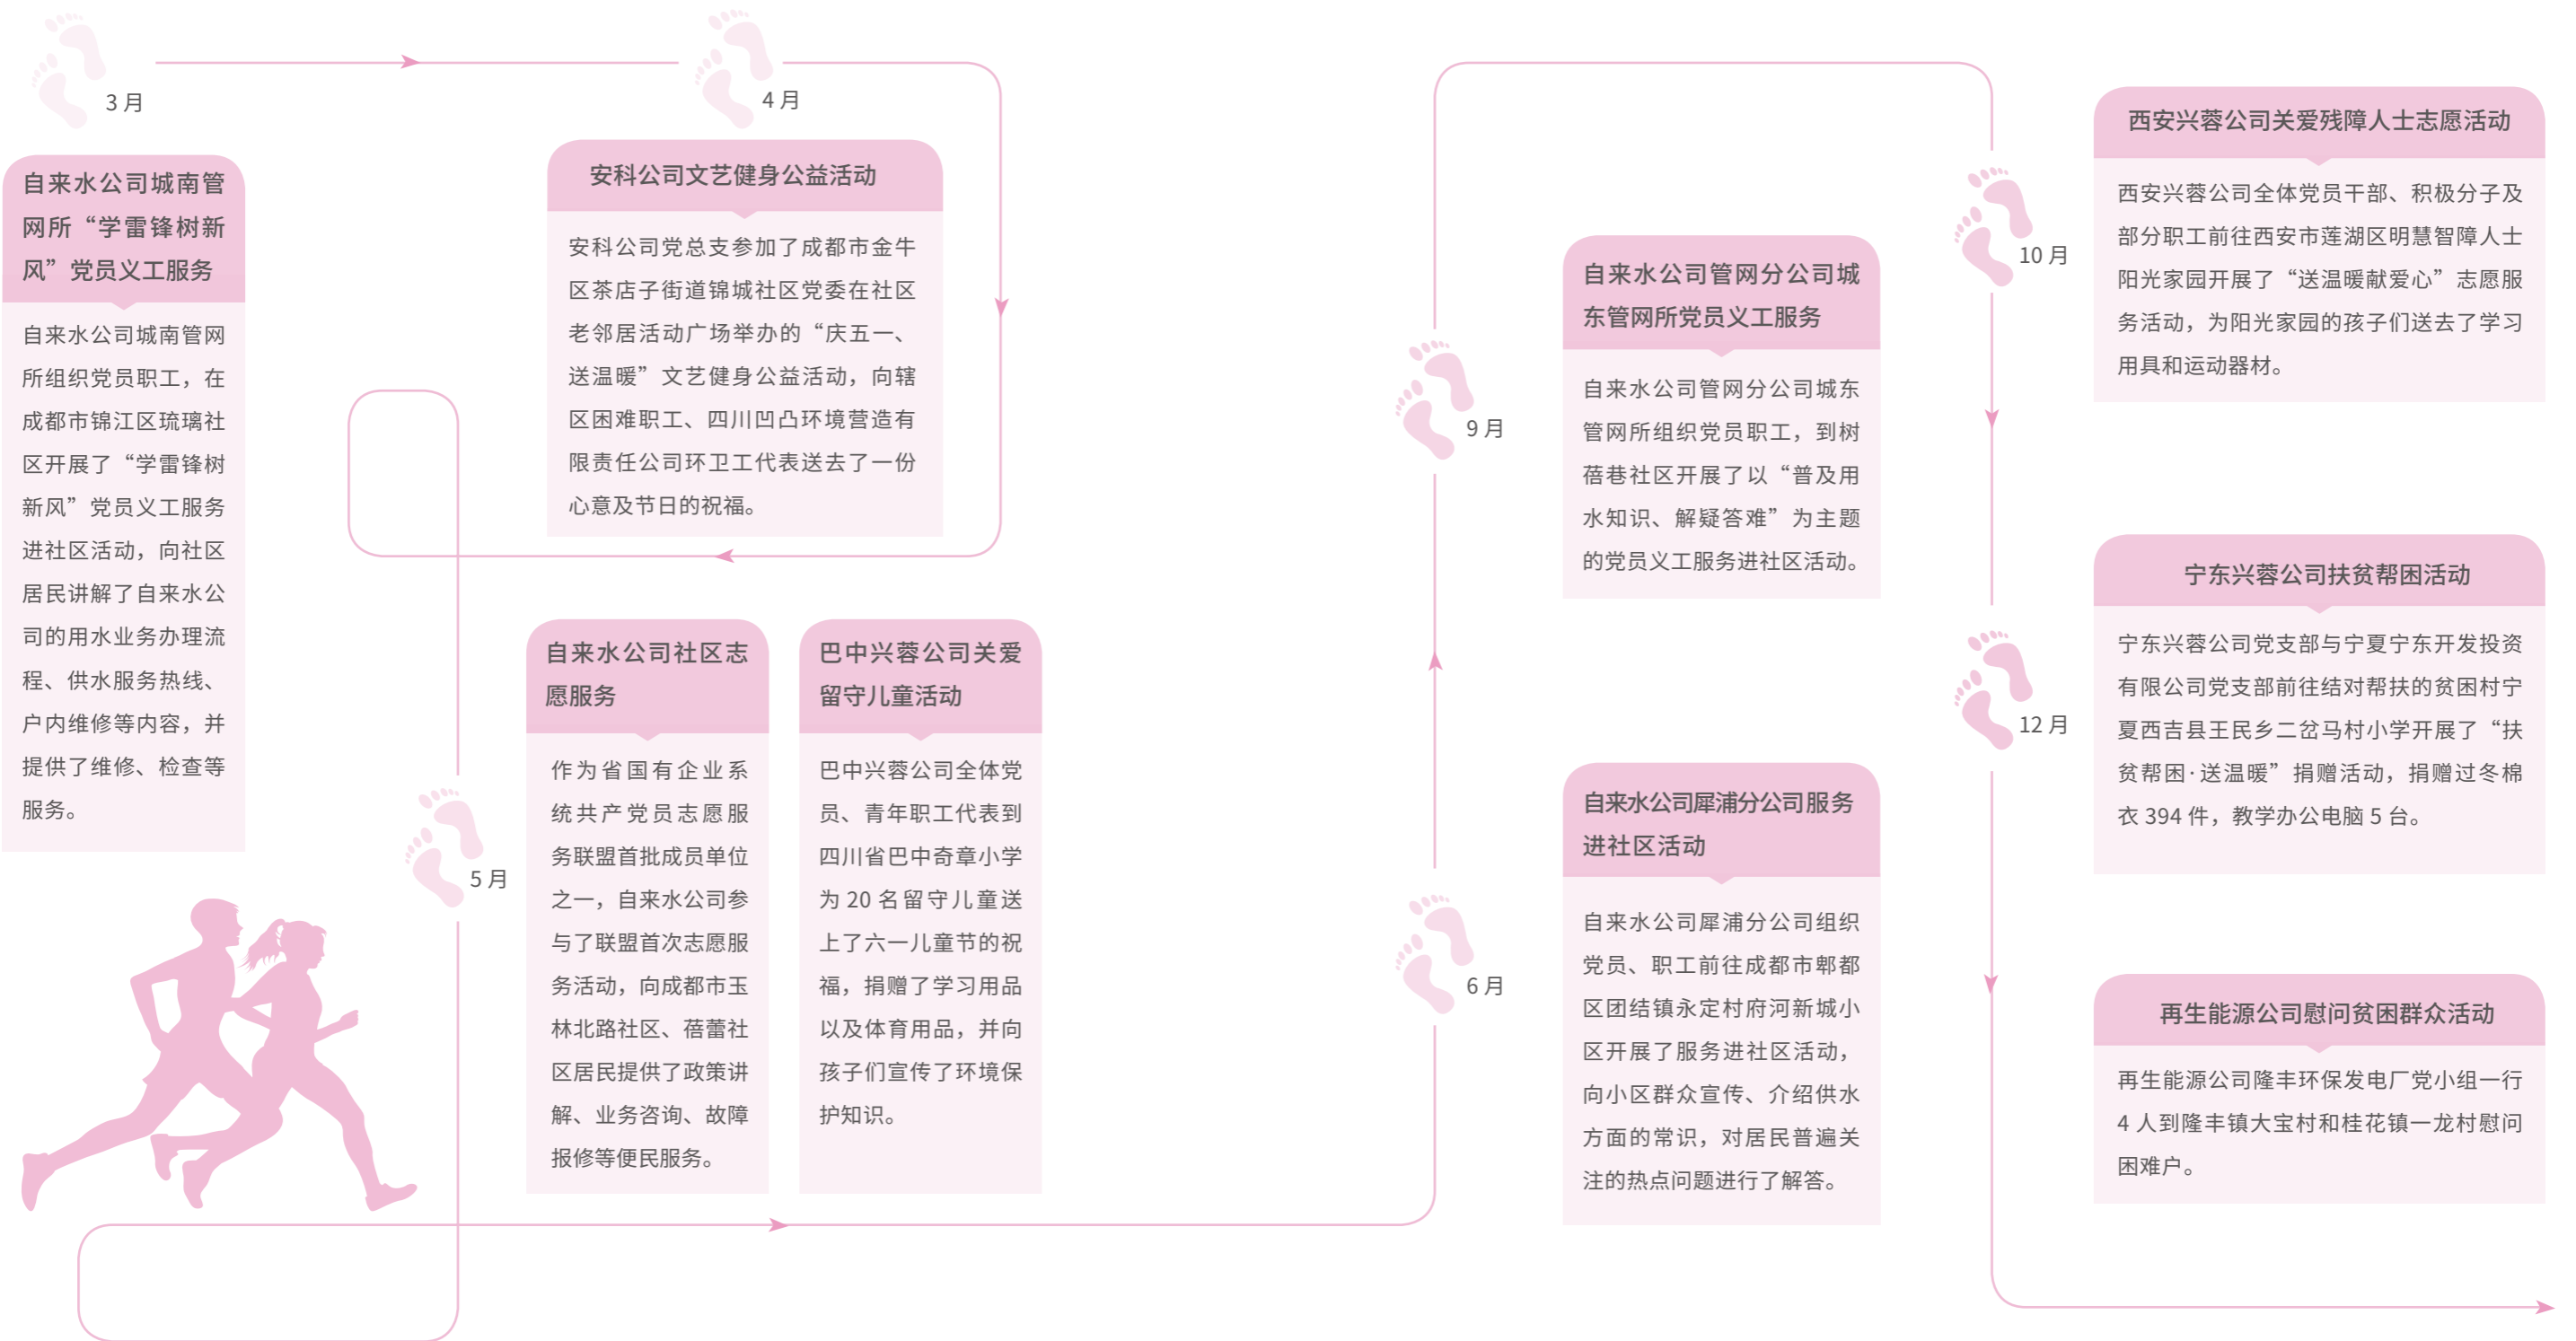 3 月
自来水公司城南管
网所“学雷锋树新
风”党员义工服务
自来水公司城南管网
所组织党员职工，在
成都市锦江区琉璃社
区开展了“学雷锋树
新风”党员义工服务
进社区活动，向社区
居民讲解了自来水公
司的用水业务办理流
程、供水服务热线、
户内维修等内容，并
提供了维修、检查等
服务。
4 月
安科公司文艺健身公益活动
安科公司党总支参加了成都市金牛
区茶店子街道锦城社区党委在社区
老邻居活动广场举办的“庆五一、
送温暖”文艺健身公益活动，向辖
区困难职工、四川凹凸环境营造有
限责任公司环卫工代表送去了一份
心意及节日的祝福。
5 月
自来水公司社区志
愿服务
作为省国有企业系
统共产党员志愿服
务联盟首批成员单位
之一，自来水公司参
与了联盟首次志愿服
务活动，向成都市玉
林北路社区、蓓蕾社
区居民提供了政策讲
解、业务咨询、故障
报修等便民服务。
巴中兴蓉公司关爱
留守儿童活动
巴中兴蓉公司全体党
员、青年职工代表到
四川省巴中奇章小学
为 20 名留守儿童送
上了六一儿童节的祝
福，捐赠了学习用品
以及体育用品，并向
孩子们宣传了环境保
护知识。
6 月
自来水公司犀浦分公司服务
进社区活动
自来水公司犀浦分公司组织
党员、职工前往成都市郫都
区团结镇永定村府河新城小
区开展了服务进社区活动，
向小区群众宣传、介绍供水
方面的常识，对居民普遍关
注的热点问题进行了解答。
9 月
自来水公司管网分公司城
东管网所党员义工服务
自来水公司管网分公司城东
管网所组织党员职工，到树
蓓巷社区开展了以“普及用
水知识、解疑答难”为主题
的党员义工服务进社区活动。
10 月
西安兴蓉公司关爱残障人士志愿活动
西安兴蓉公司全体党员干部、积极分子及
部分职工前往西安市莲湖区明慧智障人士
阳光家园开展了“送温暖献爱心”志愿服
务活动，为阳光家园的孩子们送去了学习
用具和运动器材。
12 月
宁东兴蓉公司扶贫帮困活动
宁东兴蓉公司党支部与宁夏宁东开发投资
有限公司党支部前往结对帮扶的贫困村宁
夏西吉县王民乡二岔马村小学开展了“扶
贫帮困·送温暖”捐赠活动，捐赠过冬棉
衣 394 件，教学办公电脑 5 台。
再生能源公司慰问贫困群众活动
再生能源公司隆丰环保发电厂党小组一行
4 人到隆丰镇大宝村和桂花镇一龙村慰问
困难户。